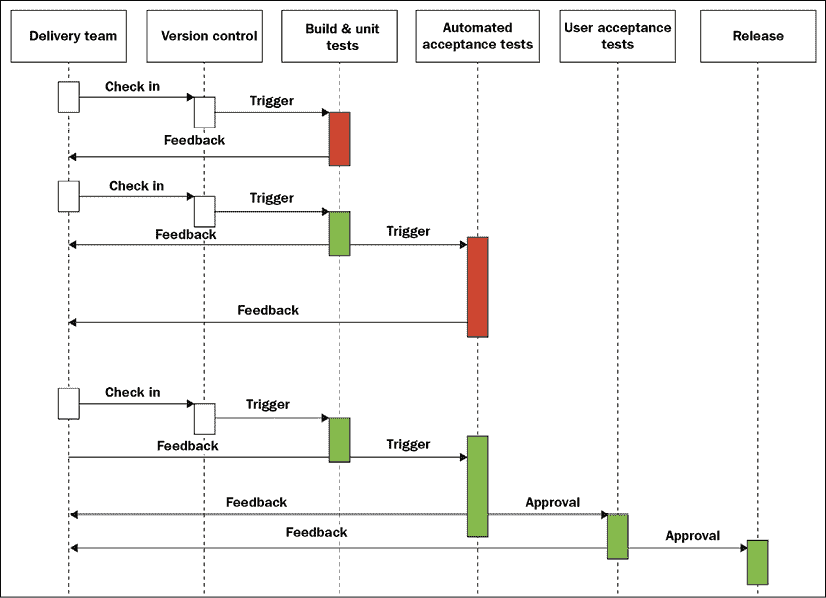 Delivery team
Version control
Build & unit
tests
Automated
acceptance tests
User acceptance
tests
Release
Check in
Trigger
Feedback
Check in
Trigger
Feedback
Trigger
Feedback
Check in
Trigger
Feedback
Trigger
Feedback
Approval
Feedback
Approval